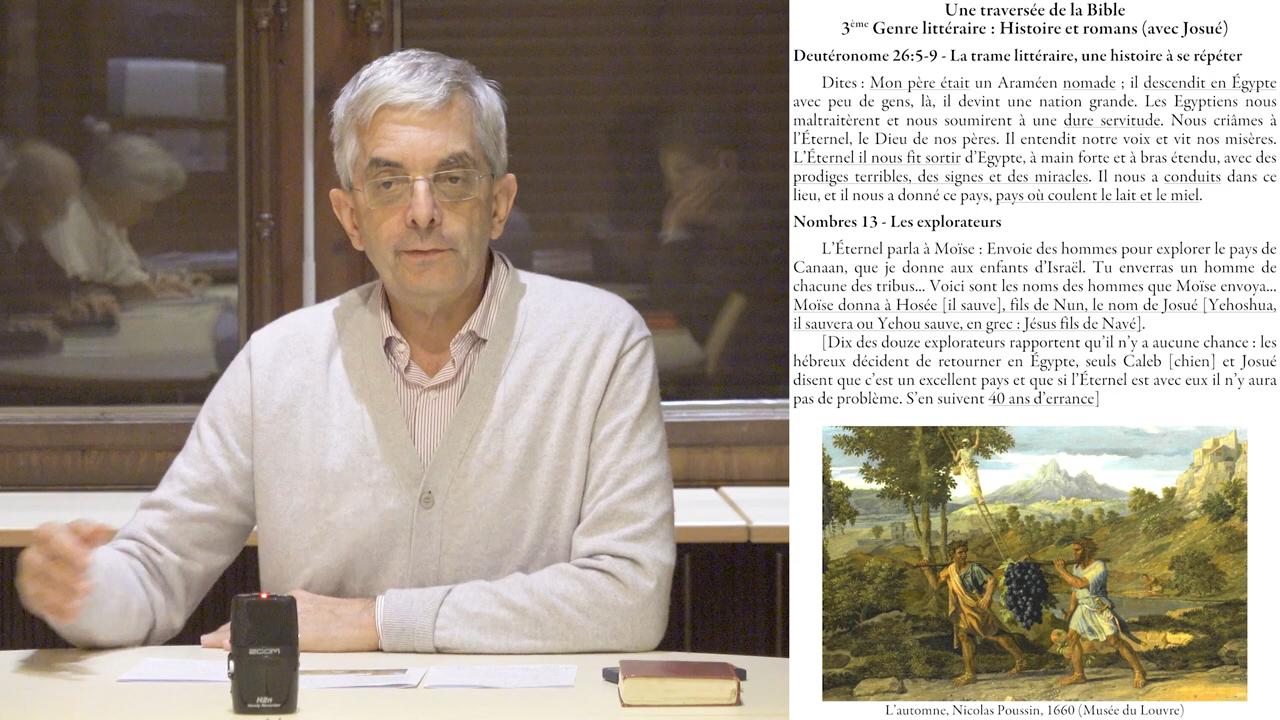 Une traversée de la Bible
3ème Genre littéraire : Histoire et romans (avec Josué)
Deutéronome 26:5-9 - La trame littéraire, une histoire à se répéter
Dites : Mon père était un Araméen nomade ; il descendit en Égypte
avec peu de gens, là, il devint une nation grande. Les Egyptiens nous
maltraitèrent et nous soumirent à une dure servitude. Nous criâmes à
l'Éternel, le Dieu de nos pères. Il entendit notre voix et vit nos misères.
L'Éternel il nous fit sortir d'Egypte, à main forte et à bras étendu, avec des
prodiges terribles, des signes et des miracles. Il nous a conduits dans ce
lieu, et il nous a donné ce pays, pays où coulent le lait et le miel.
Nombres 13 - Les explorateurs
L'Éternel parla à Moïse : Envoie des hommes pour explorer le pays de
Canaan, que je donne aux enfants d'Israël. Tu enverras un homme de
chacune des tribus... Voici sont les noms des hommes que Moïse envoya...
Moïse donna à Hosée [il sauve], fils de Nun, le nom de Josué [Yehoshua,
il sauvera ou Yehou sauve, en grec : Jésus fils de Navé].
[Dix des douze explorateurs rapportent qu'il n'y a aucune chance : les
hébreux décident de retourner en Égypte, seuls Caleb [chien] et Josué
disent que c'est un excellent pays et que si l'Éternel est avec eux il n'y aura
pas de problème. S'en suivent 40 ans d'errance]
L'automne, Nicolas Poussin, 1660 (Musée du Louvre)
zoom
H2n
Handy Recorder